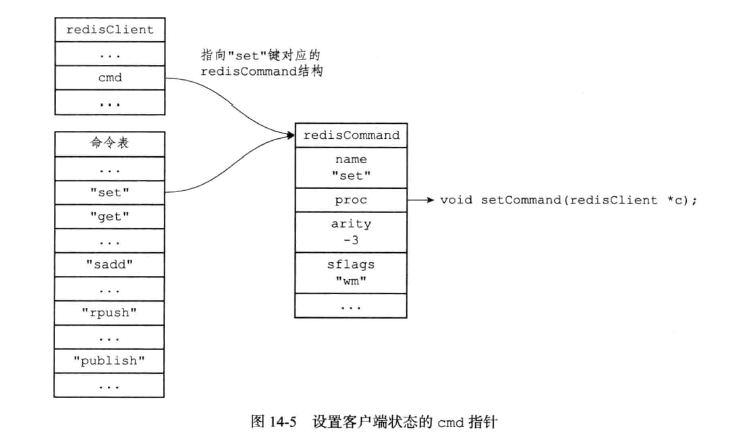 redisClient
...
cmd
...
指向"set"键对应的
redisCommand结构
命令表
...
"set"
"get"
...
"sadd"
...
"rpush"
...
"publish"
...
redisCommand
name
"set"
proc
arity
-3
sflags
"wm"
...
void setCommand(redisClient *c);
图 14-5 设置客户端状态的 cmd 指针